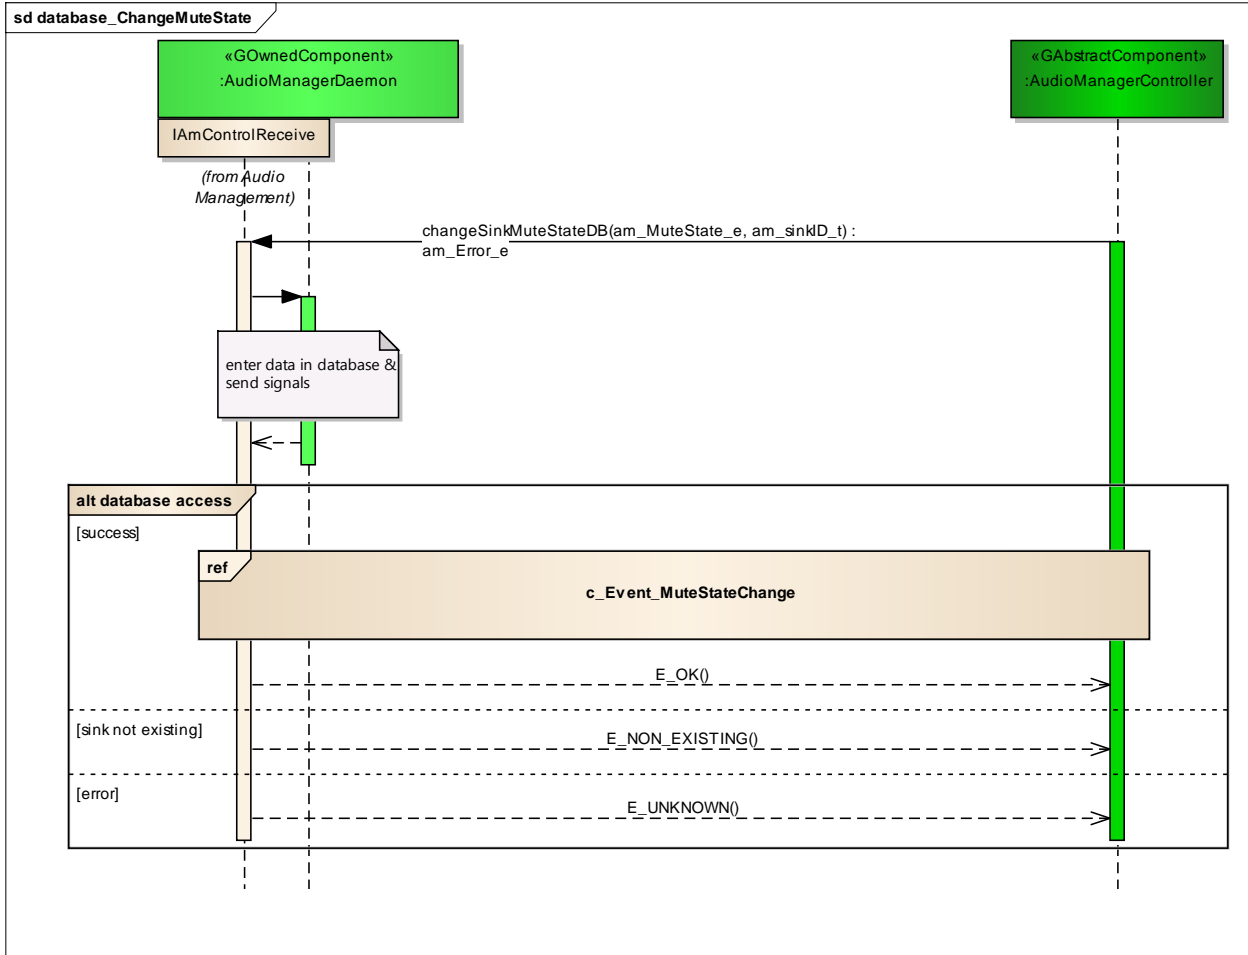 sd database_ChangeMuteState
«GOwnedComponent»
:AudioManagerDaemon
«GAbstractComponent»
:AudioManagerController
IAmControlReceive
(from Audio
Management)
changeSinkMuteStateDB(am_MuteState_e, am_sinkID_t) :
am_Error_e
enter data in database &
send signals
alt database access
[success]
ref
c_Event_MuteStateChange
E_OK()
[sink not existing]
E_NON_EXISTING()
[error]
E_UNKNOWN()